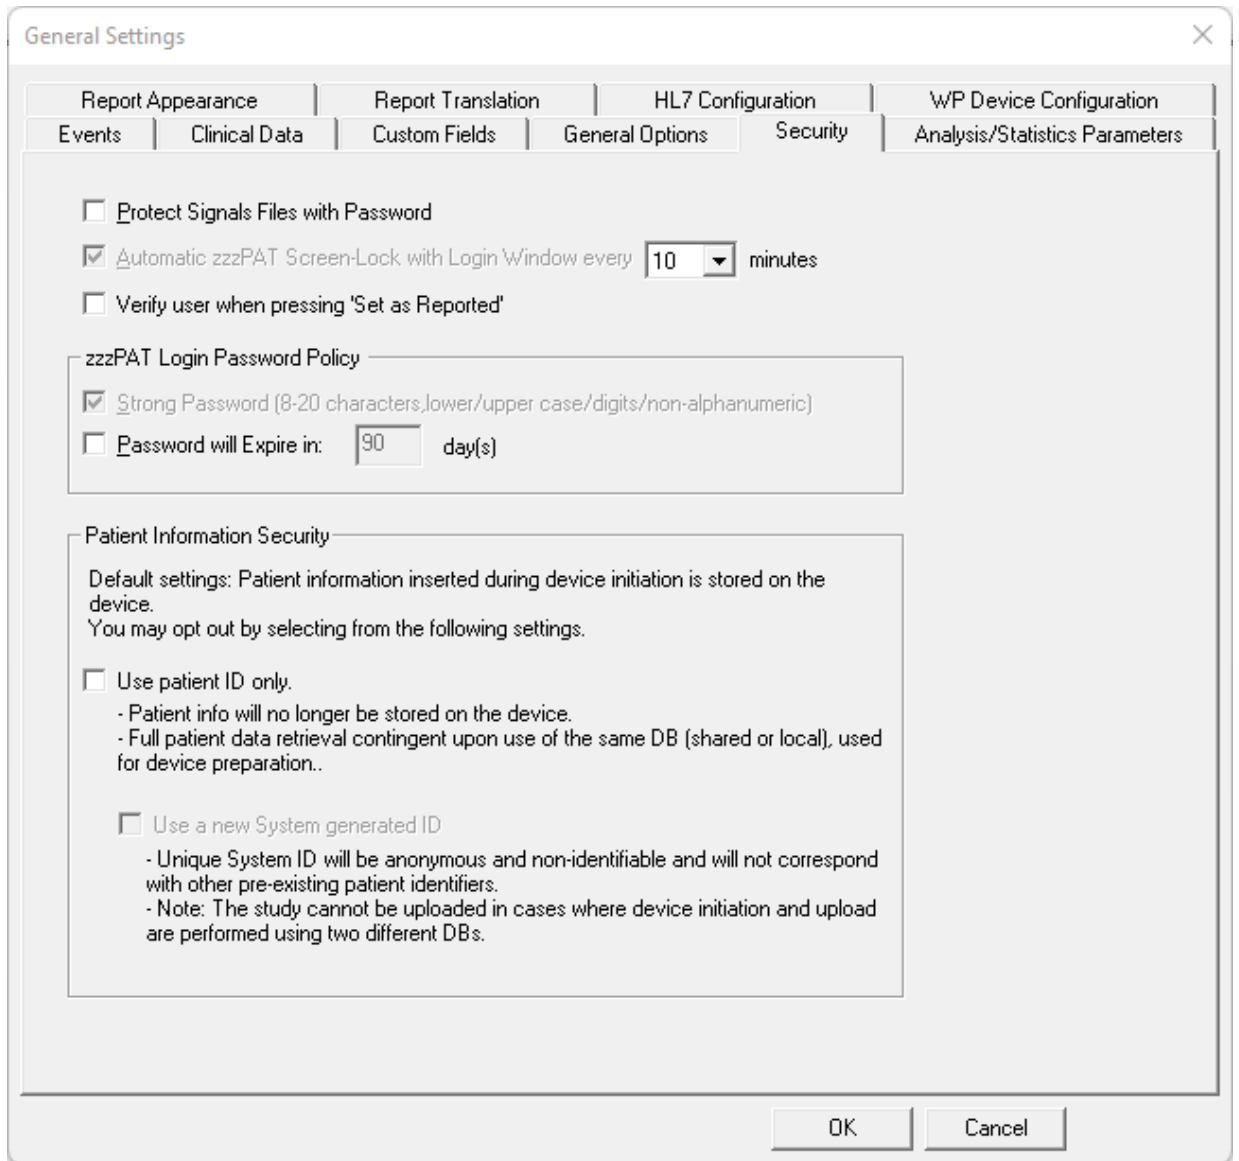 General Settings
Report Appearance
Report Translation
HL7 Configuration
WP Device Configuration
Events
Clinical Data
Custom Fields
General Options
Security
Analysis/Statistics Parameters
Protect Signals Files with Password
Automatic zzzPAT Screen-Lock with Login Window every 10 minutes
Verify user when pressing 'Set as Reported'
zzzPAT Login Password Policy
Strong Password (8-20 characters,lower/upper case/digits/non-alphanumeric)
Password will Expire in: 90 day(s)
Patient Information Security
Default settings: Patient information inserted during device initiation is stored on the
device.
You may opt out by selecting from the following settings.
Use patient ID only.
- Patient info will no longer be stored on the device.
- Full patient data retrieval contingent upon use of the same DB (shared or local), used
for device preparation..
Use a new System generated ID
- Unique System ID will be anonymous and non-identifiable and will not correspond
with other pre-existing patient identifiers.
- Note: The study cannot be uploaded in cases where device initiation and upload
are performed using two different DBs.
OK
Cancel